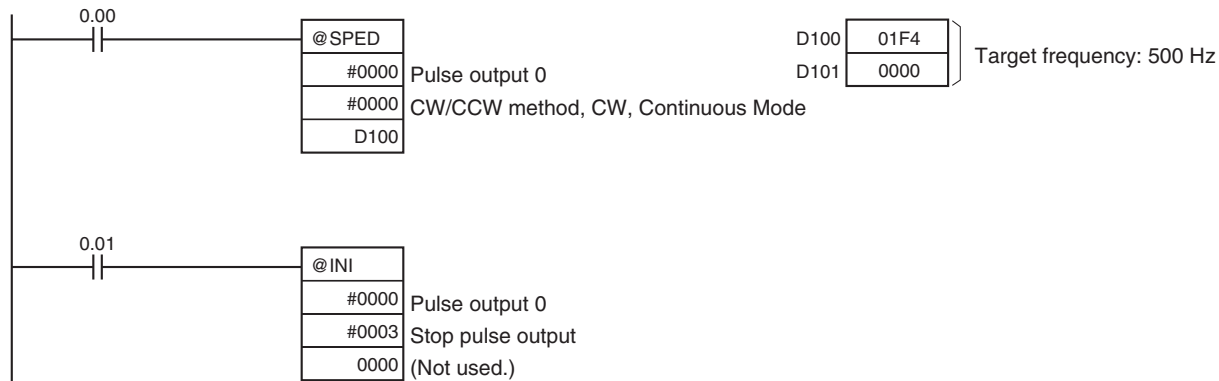 0.00
@SPED
#0000 Pulse output 0
#0000 CW/CCW method, CW, Continuous Mode
D100
D100 01F4
D101 0000
Target frequency: 500 Hz
0.01
@INI
#0000 Pulse output 0
#0003 Stop pulse output
0000 (Not used.)